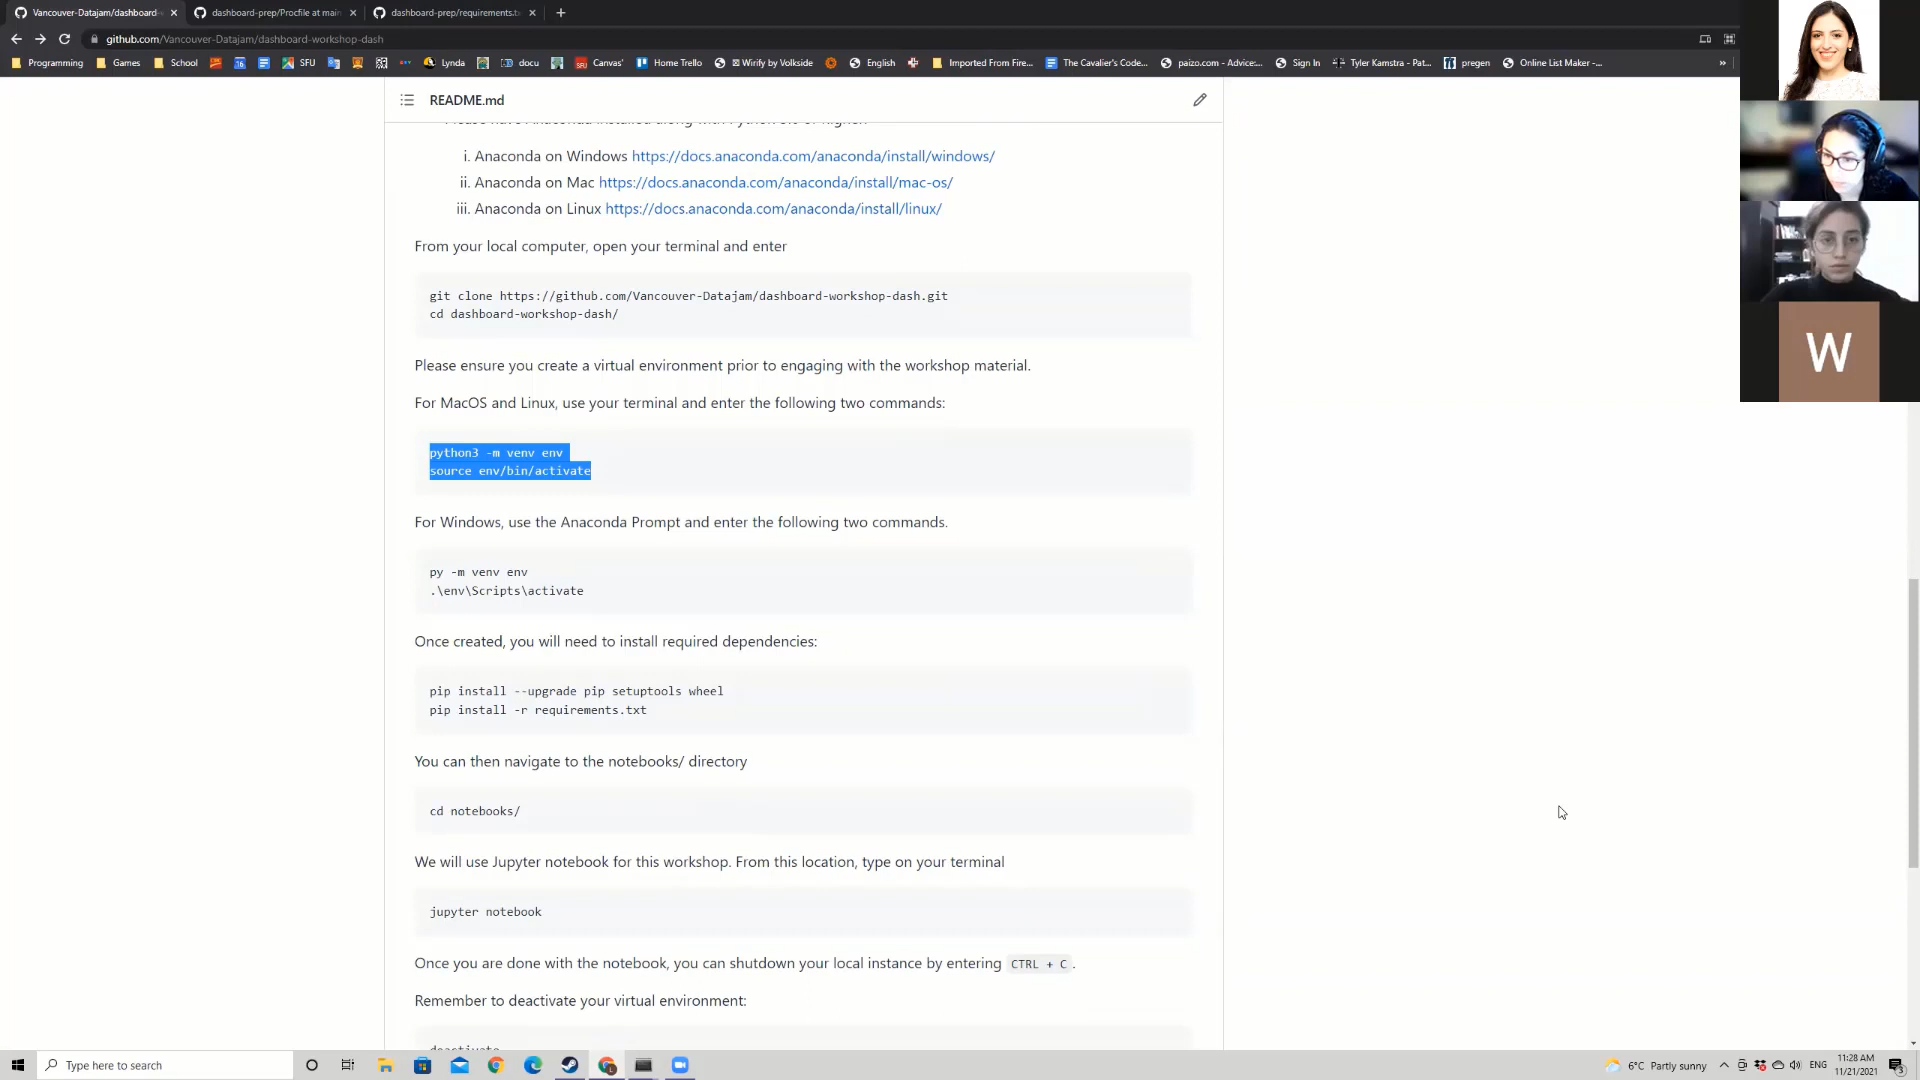 Vancouver-Datajam/dashboard-
dashboard-prep/Procfile at main
dashboard-prep/requirements.t
github.com/Vancouver-Datajam/dashboard-workshop-dash
Programming
Games
School
SFU
Lynda
docu
Canvas'
Home Trello
Wirify by Volkside
English
Imported From Fire...
The Cavalier's Code...
paizo.com - Advice:...
Sign In
Tyler Kamstra - Pat...
pregen
Online List Maker -...
»
README.md
i. Anaconda on Windows https://docs.anaconda.com/anaconda/install/windows/
ii. Anaconda on Mac https://docs.anaconda.com/anaconda/install/mac-os/
iii. Anaconda on Linux https://docs.anaconda.com/anaconda/install/linux/
From your local computer, open your terminal and enter
git clone https://github.com/Vancouver-Datajam/dashboard-workshop-dash.git
cd dashboard-workshop-dash/
W
Please ensure you create a virtual environment prior to engaging with the workshop material.
For MacOS and Linux, use your terminal and enter the following two commands:
python3 -m venv env
source env/bin/activate
For Windows, use the Anaconda Prompt and enter the following two commands.
py -m venv env
.\env\Scripts\activate
Once created, you will need to install required dependencies:
pip install --upgrade pip setuptools wheel
pip install -r requirements.txt
You can then navigate to the notebooks/ directory
cd notebooks/
We will use Jupyter notebook for this workshop. From this location, type on your terminal
jupyter notebook
Once you are done with the notebook, you can shutdown your local instance by entering CTRL + C.
Remember to deactivate your virtual environment:
Type here to search
6°C Partly sunny
ENG
11:28 AM
11/21/2021